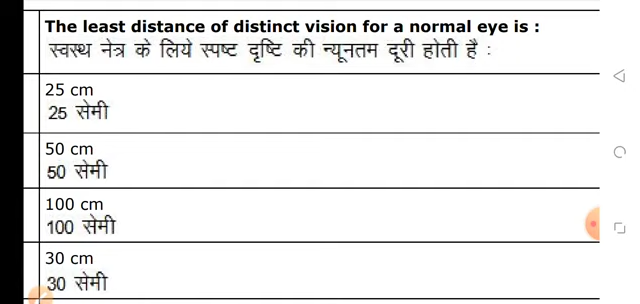 The least distance of distinct vision for a normal eye is :
स्वस्थ नेत्र के लिये स्पष्ट दृष्टि की न्यूनतम दूरी होती है :
25 cm
25 सेमी
50 cm
50 सेमी
100 cm
100 सेमी
30 cm
30 सेमी